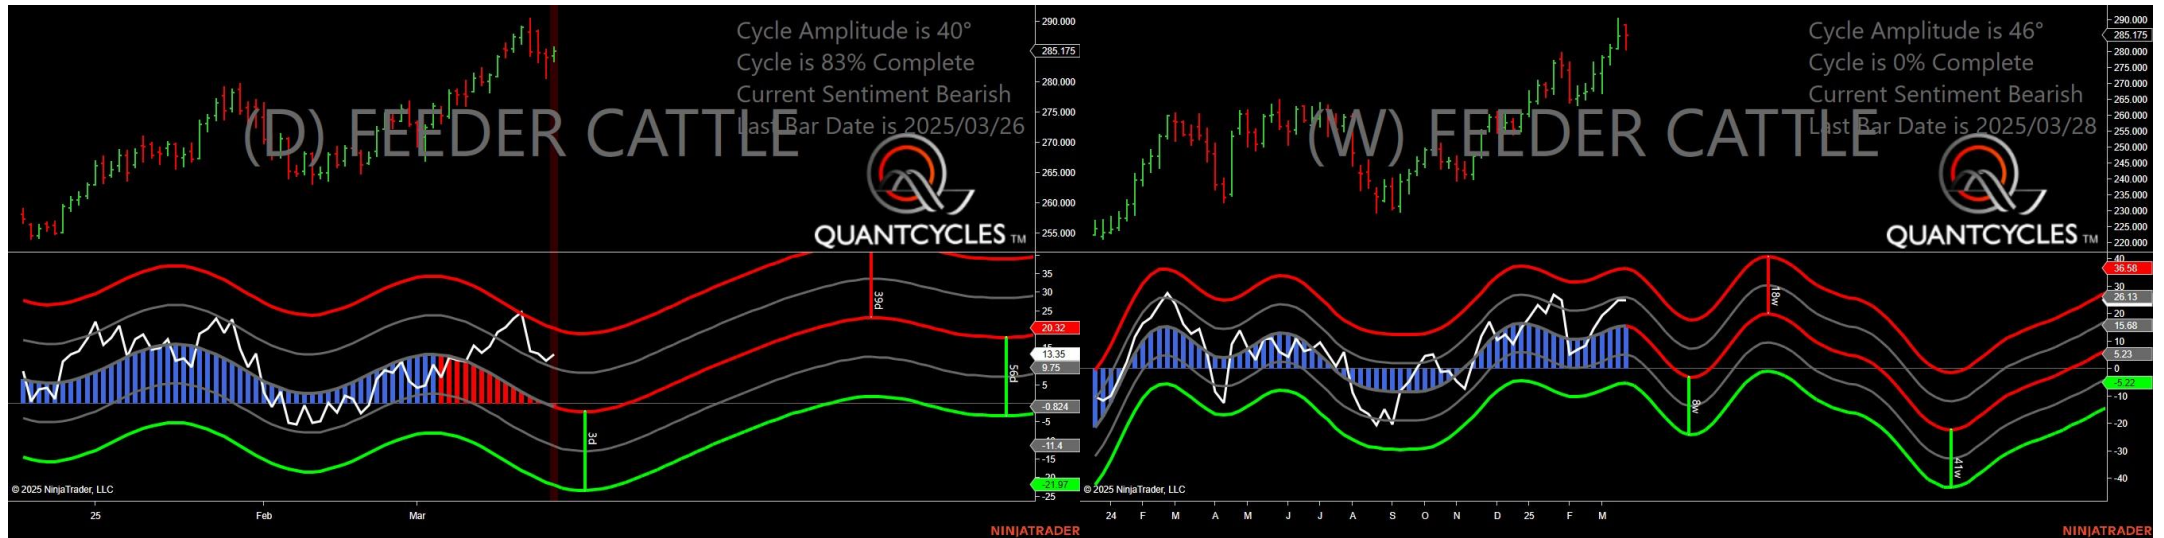 (D) FEEDER CATTLE
Cycle Amplitude is 40°
Cycle is 83% Complete
Current Sentiment Bearish
Last Bar Date is 2025/03/26
QUANTCYCLES TM
290.000
285.175
280.000
275.000
270.000
265.000
260.000
255.000
35
30
25
20.32
15
13.35
9.75
5
-0.824
-5
-11.4
-15
-21.97
-25
39d
56d
3d
© 2025 NinjaTrader, LLC
25
Feb
Mar
NINJATRADER
(W) FEEDER CATTLE
Cycle Amplitude is 46°
Cycle is 0% Complete
Current Sentiment Bearish
Last Bar Date is 2025/03/28
QUANTCYCLES TM
290.000
285.175
280.000
275.000
270.000
265.000
260.000
255.000
250.000
245.000
240.000
235.000
230.000
225.000
220.000
40
36.58
30
26.13
20
15.68
10
5.23
0
-5.22
-10
-20
-30
-40
18w
8w
41w
© 2025 NinjaTrader, LLC
24
F
M
A
M
J
J
A
S
O
N
D
25
F
M
NINJATRADER